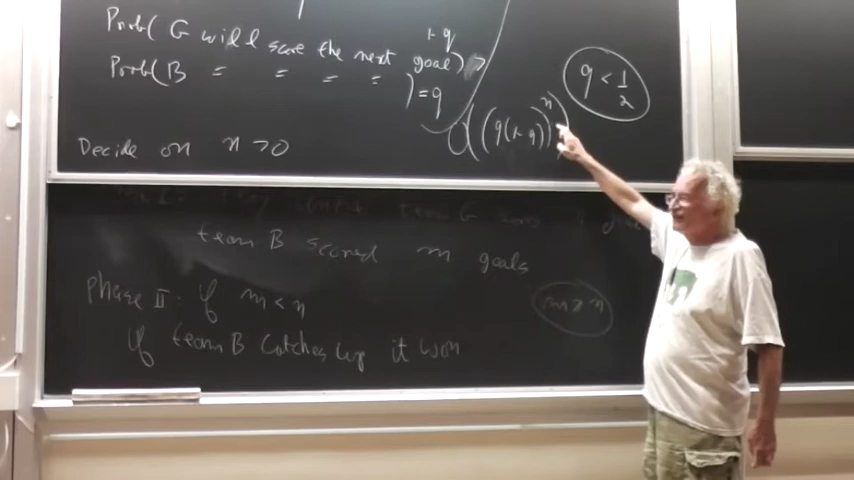 1-q
Prob( G will score the next goal) >
Prob( B = = = = ) = q
q < 1/2
((q(1-q))^n)
Decide on n > 0
team G
team B scored m goals
Phase II: if m < n
m ≥ n
if team B catches up it won